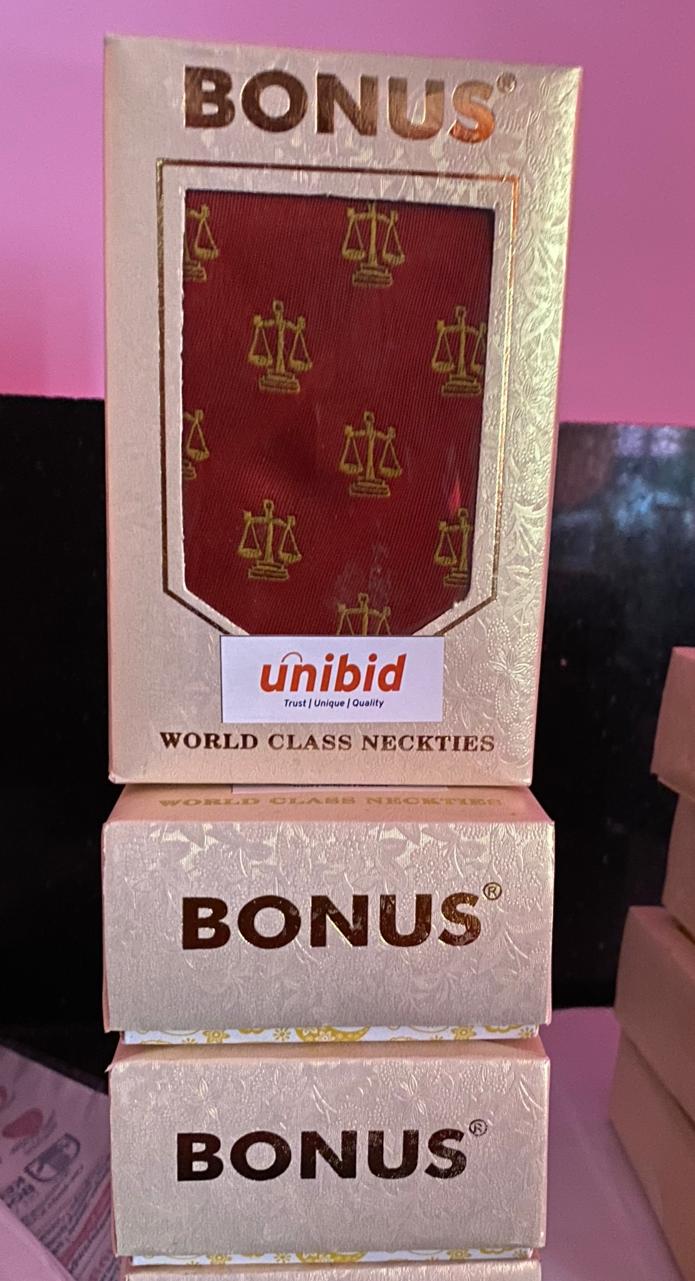 BONUS®
unibid
Trust | Unique | Quality
WORLD CLASS NECKTIES
WORLD CLASS NECKTIES
BONUS®
BONUS®